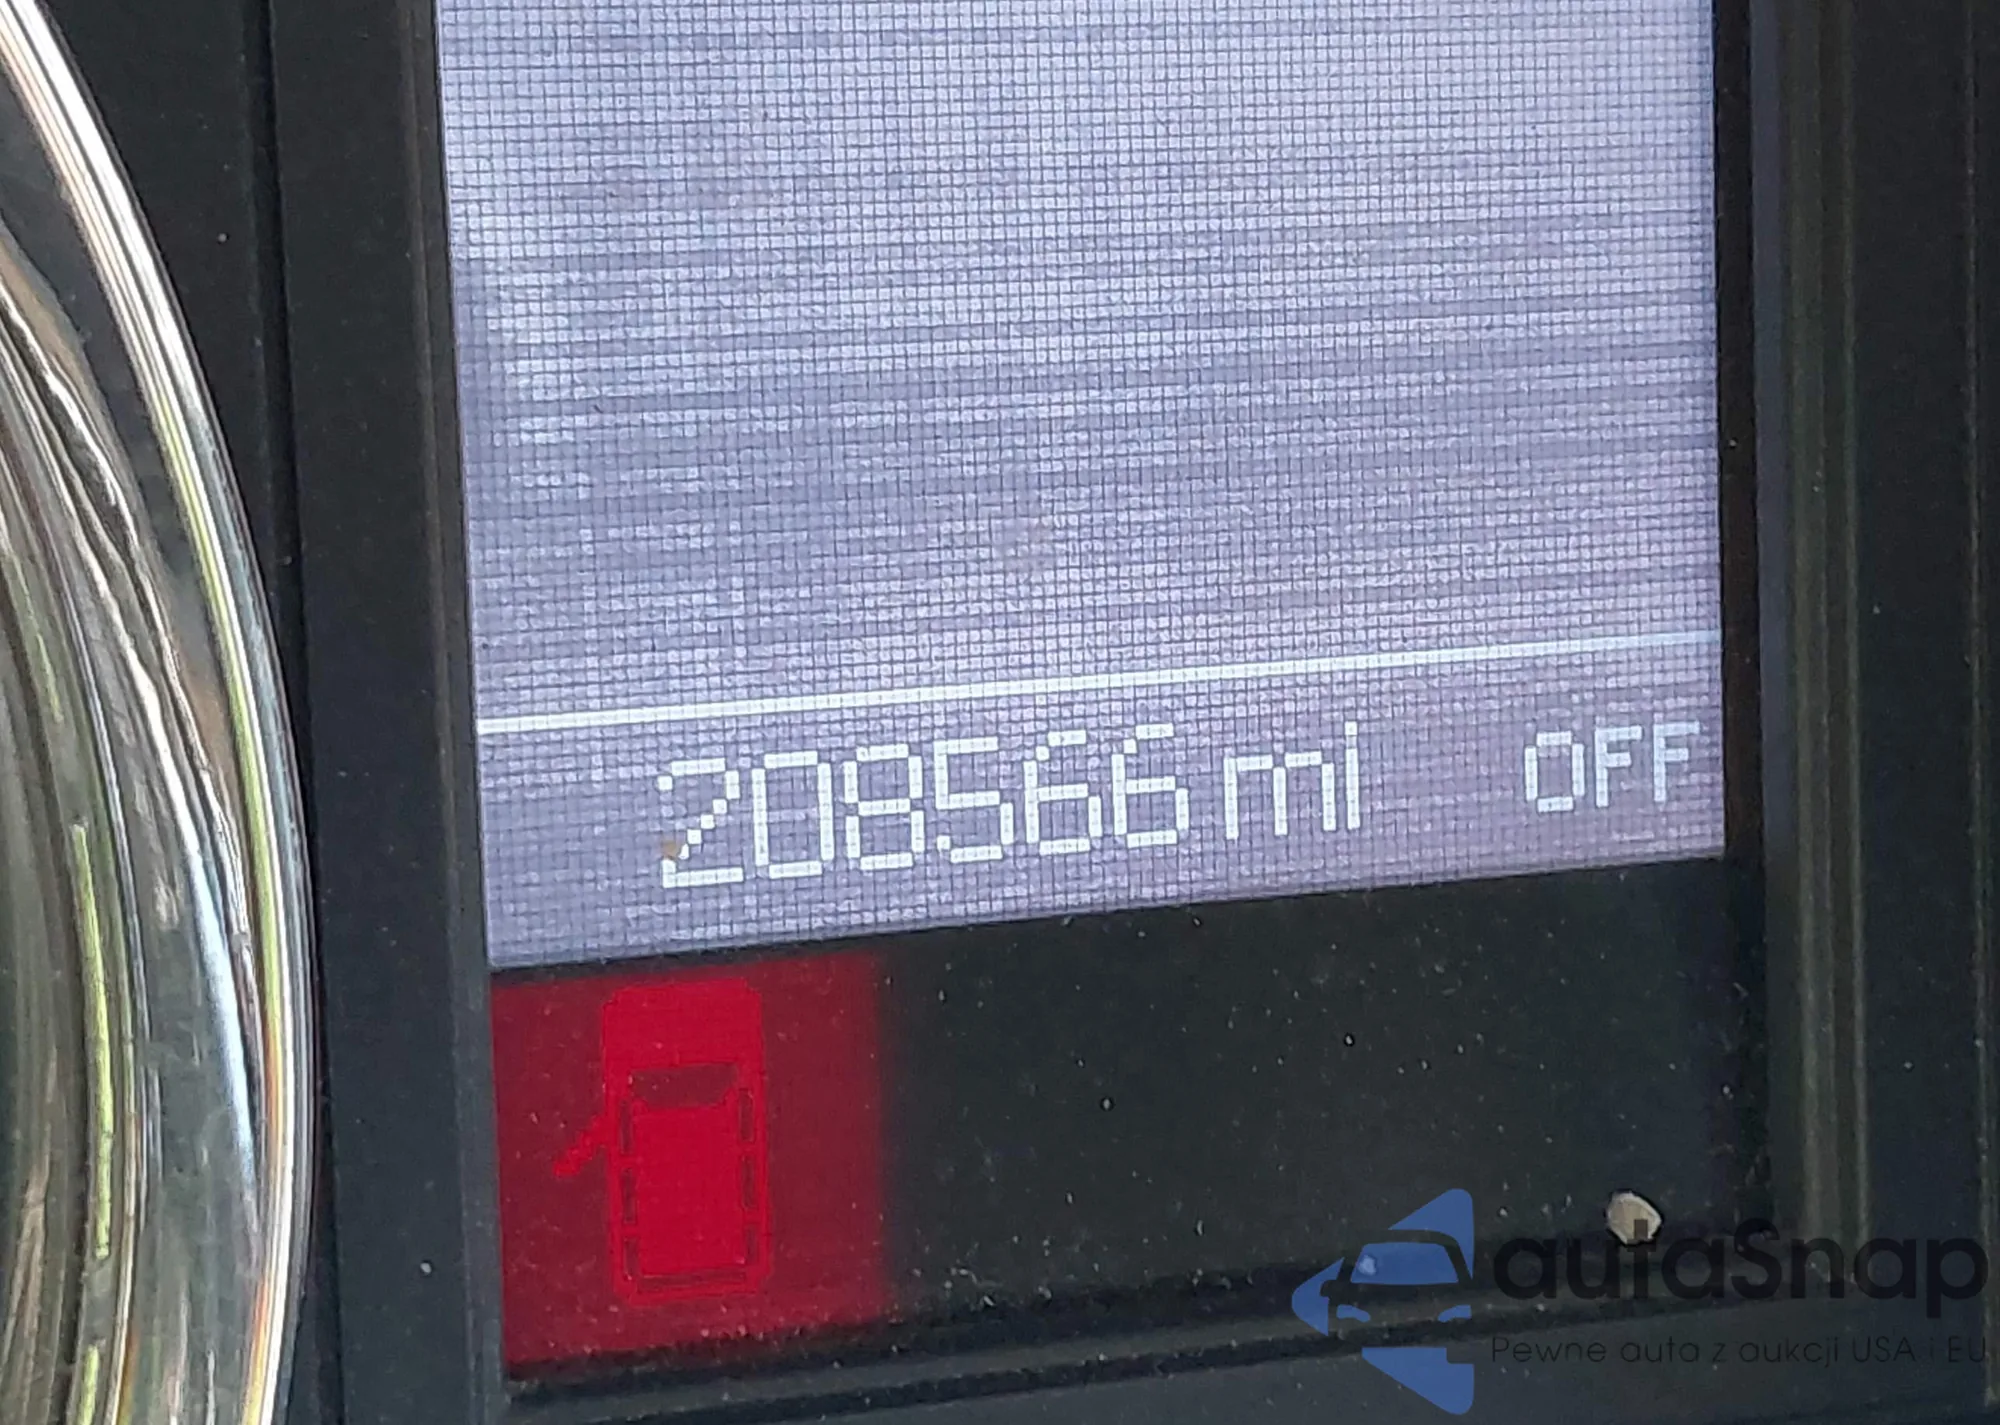 208566 mi OFF
autaSnap
Pewne auta z aukcji USA i EU